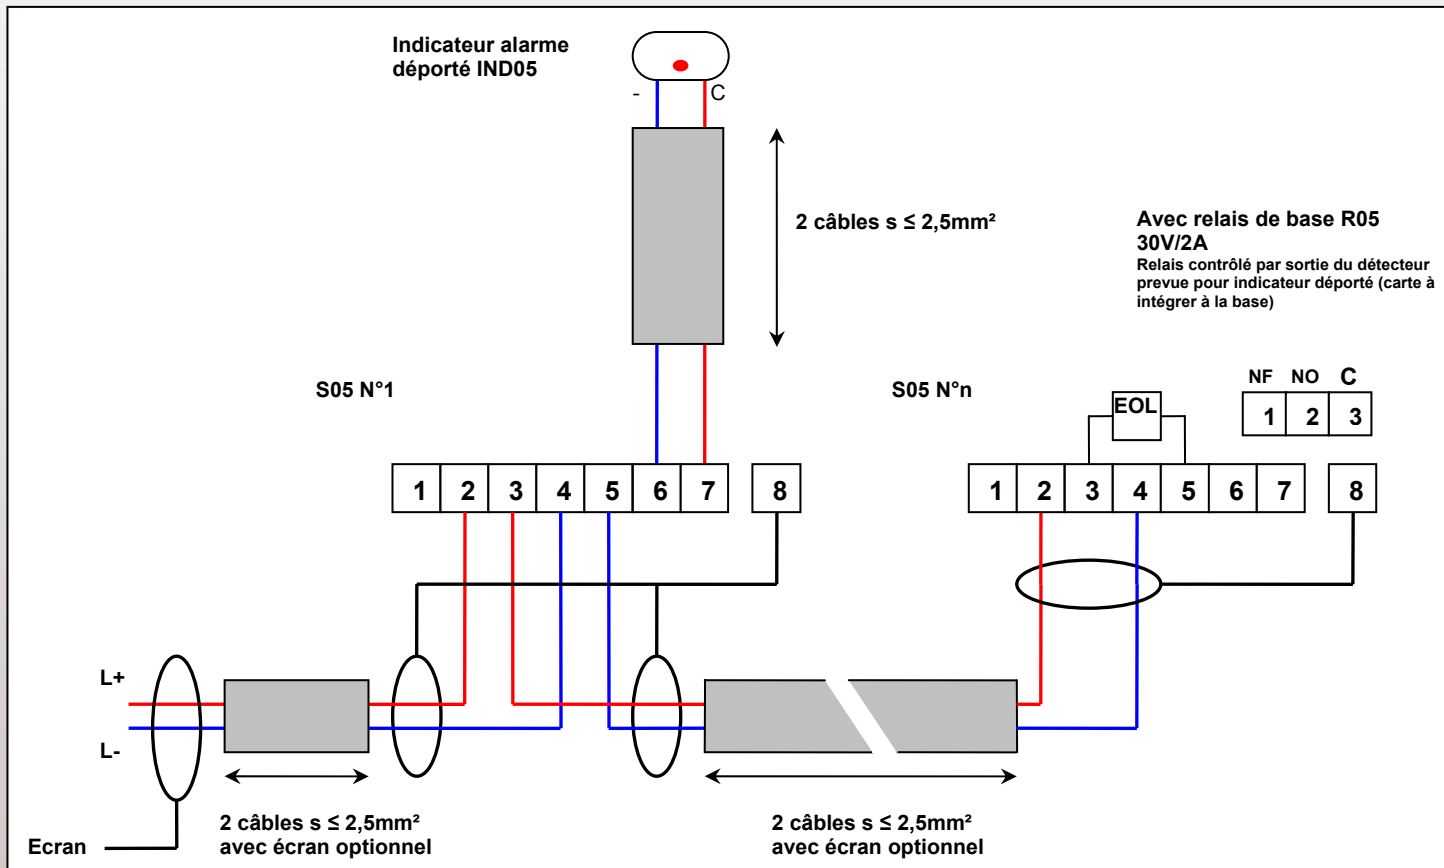 Indicateur alarme
déporté IND05
- C
2 câbles s ≤ 2,5mm²
Avec relais de base R05
30V/2A
Relais contrôlé par sortie du détecteur
prevue pour indicateur déporté (carte à
intégrer à la base)
S05 N°1
S05 N°n
NF NO C
1 2 3
EOL
1 2 3 4 5 6 7 8
1 2 3 4 5 6 7 8
L+
L-
Ecran
2 câbles s ≤ 2,5mm²
avec écran optionnel
2 câbles s ≤ 2,5mm²
avec écran optionnel